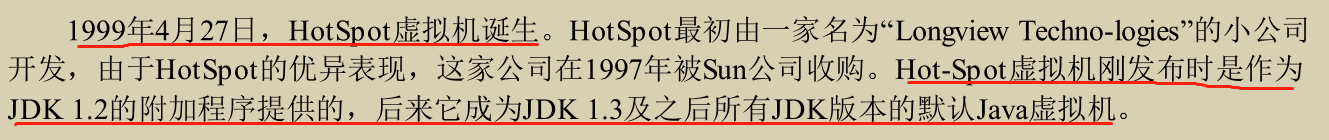 1999年4月27日，HotSpot虚拟机诞生。HotSpot最初由一家名为“Longview Techno-logies”的小公司
开发，由于HotSpot的优异表现，这家公司在1997年被Sun公司收购。Hot-Spot虚拟机刚发布时是作为
JDK 1.2的附加程序提供的，后来它成为JDK 1.3及之后所有JDK版本的默认Java虚拟机。